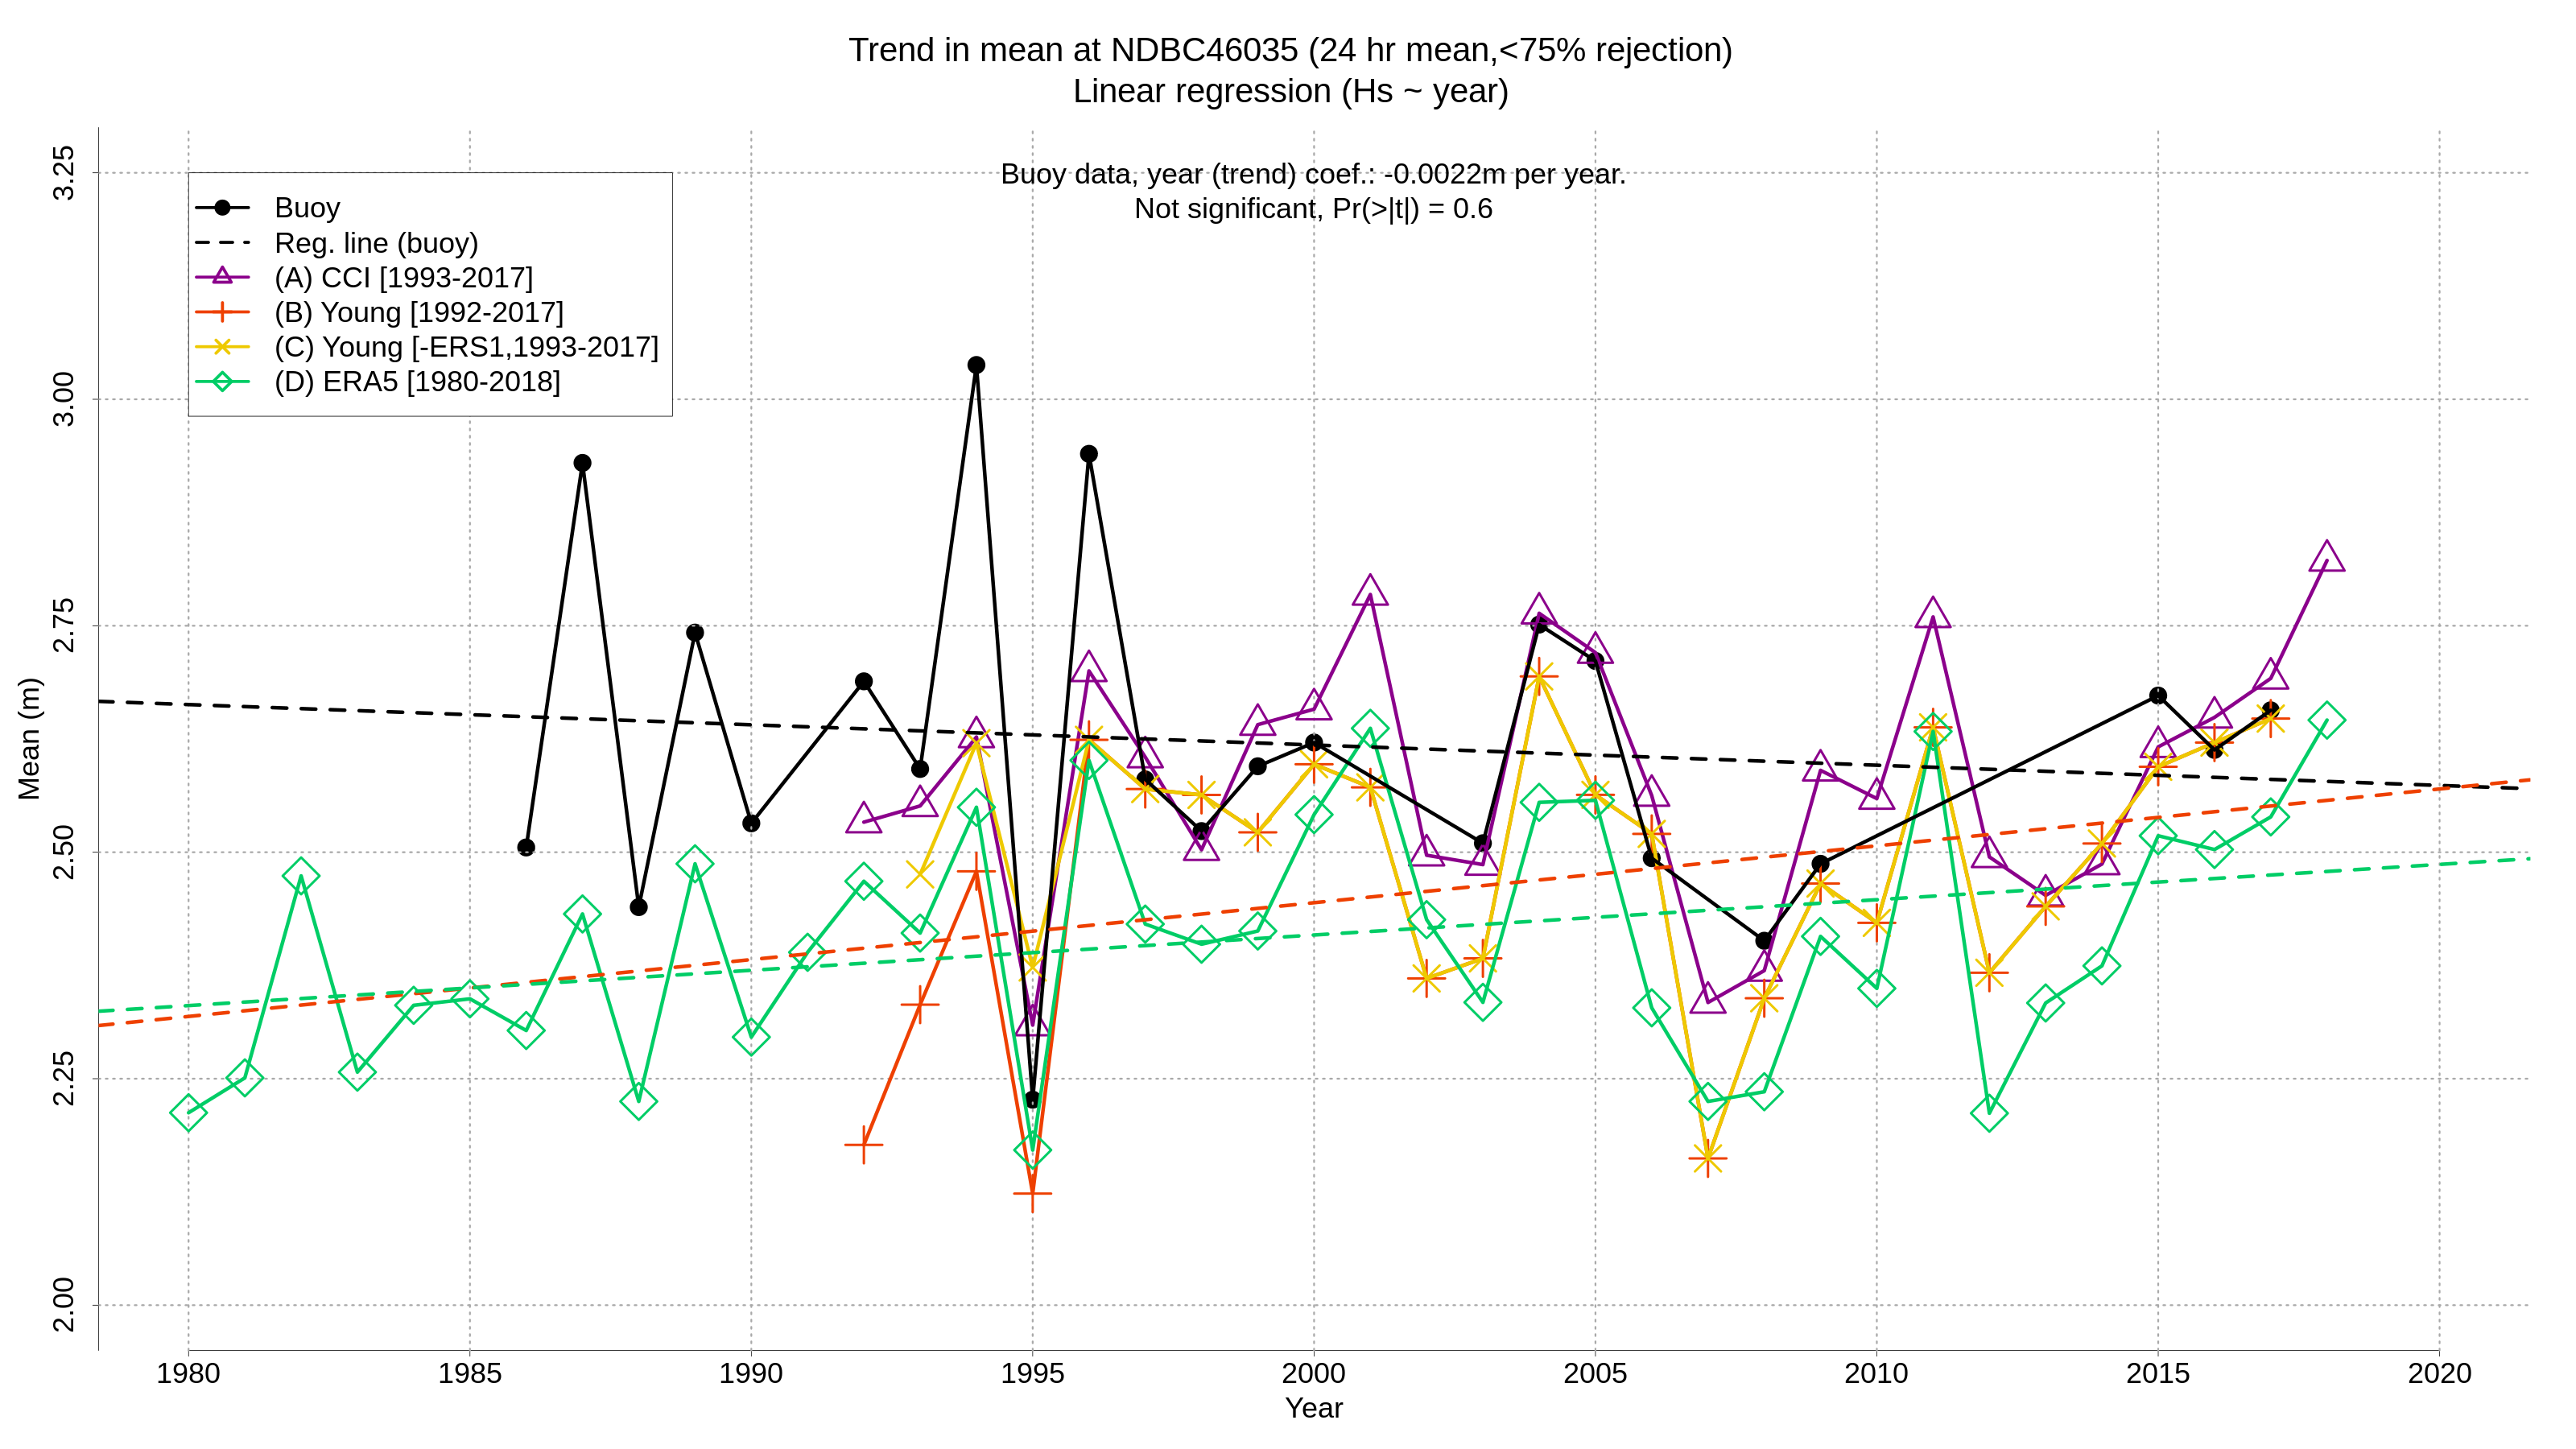 Trend in mean at NDBC46035 (24 hr mean,<75% rejection)
Linear regression (Hs ~ year)
Buoy data, year (trend) coef.: -0.0022m per year.
Not significant, Pr(>|t|) = 0.6
Buoy
Reg. line (buoy)
(A) CCI [1993-2017]
(B) Young [1992-2017]
(C) Young [-ERS1,1993-2017]
(D) ERA5 [1980-2018]
Mean (m)
3.25
3.00
2.75
2.50
2.25
2.00
1980 1985 1990 1995 2000 2005 2010 2015 2020
Year